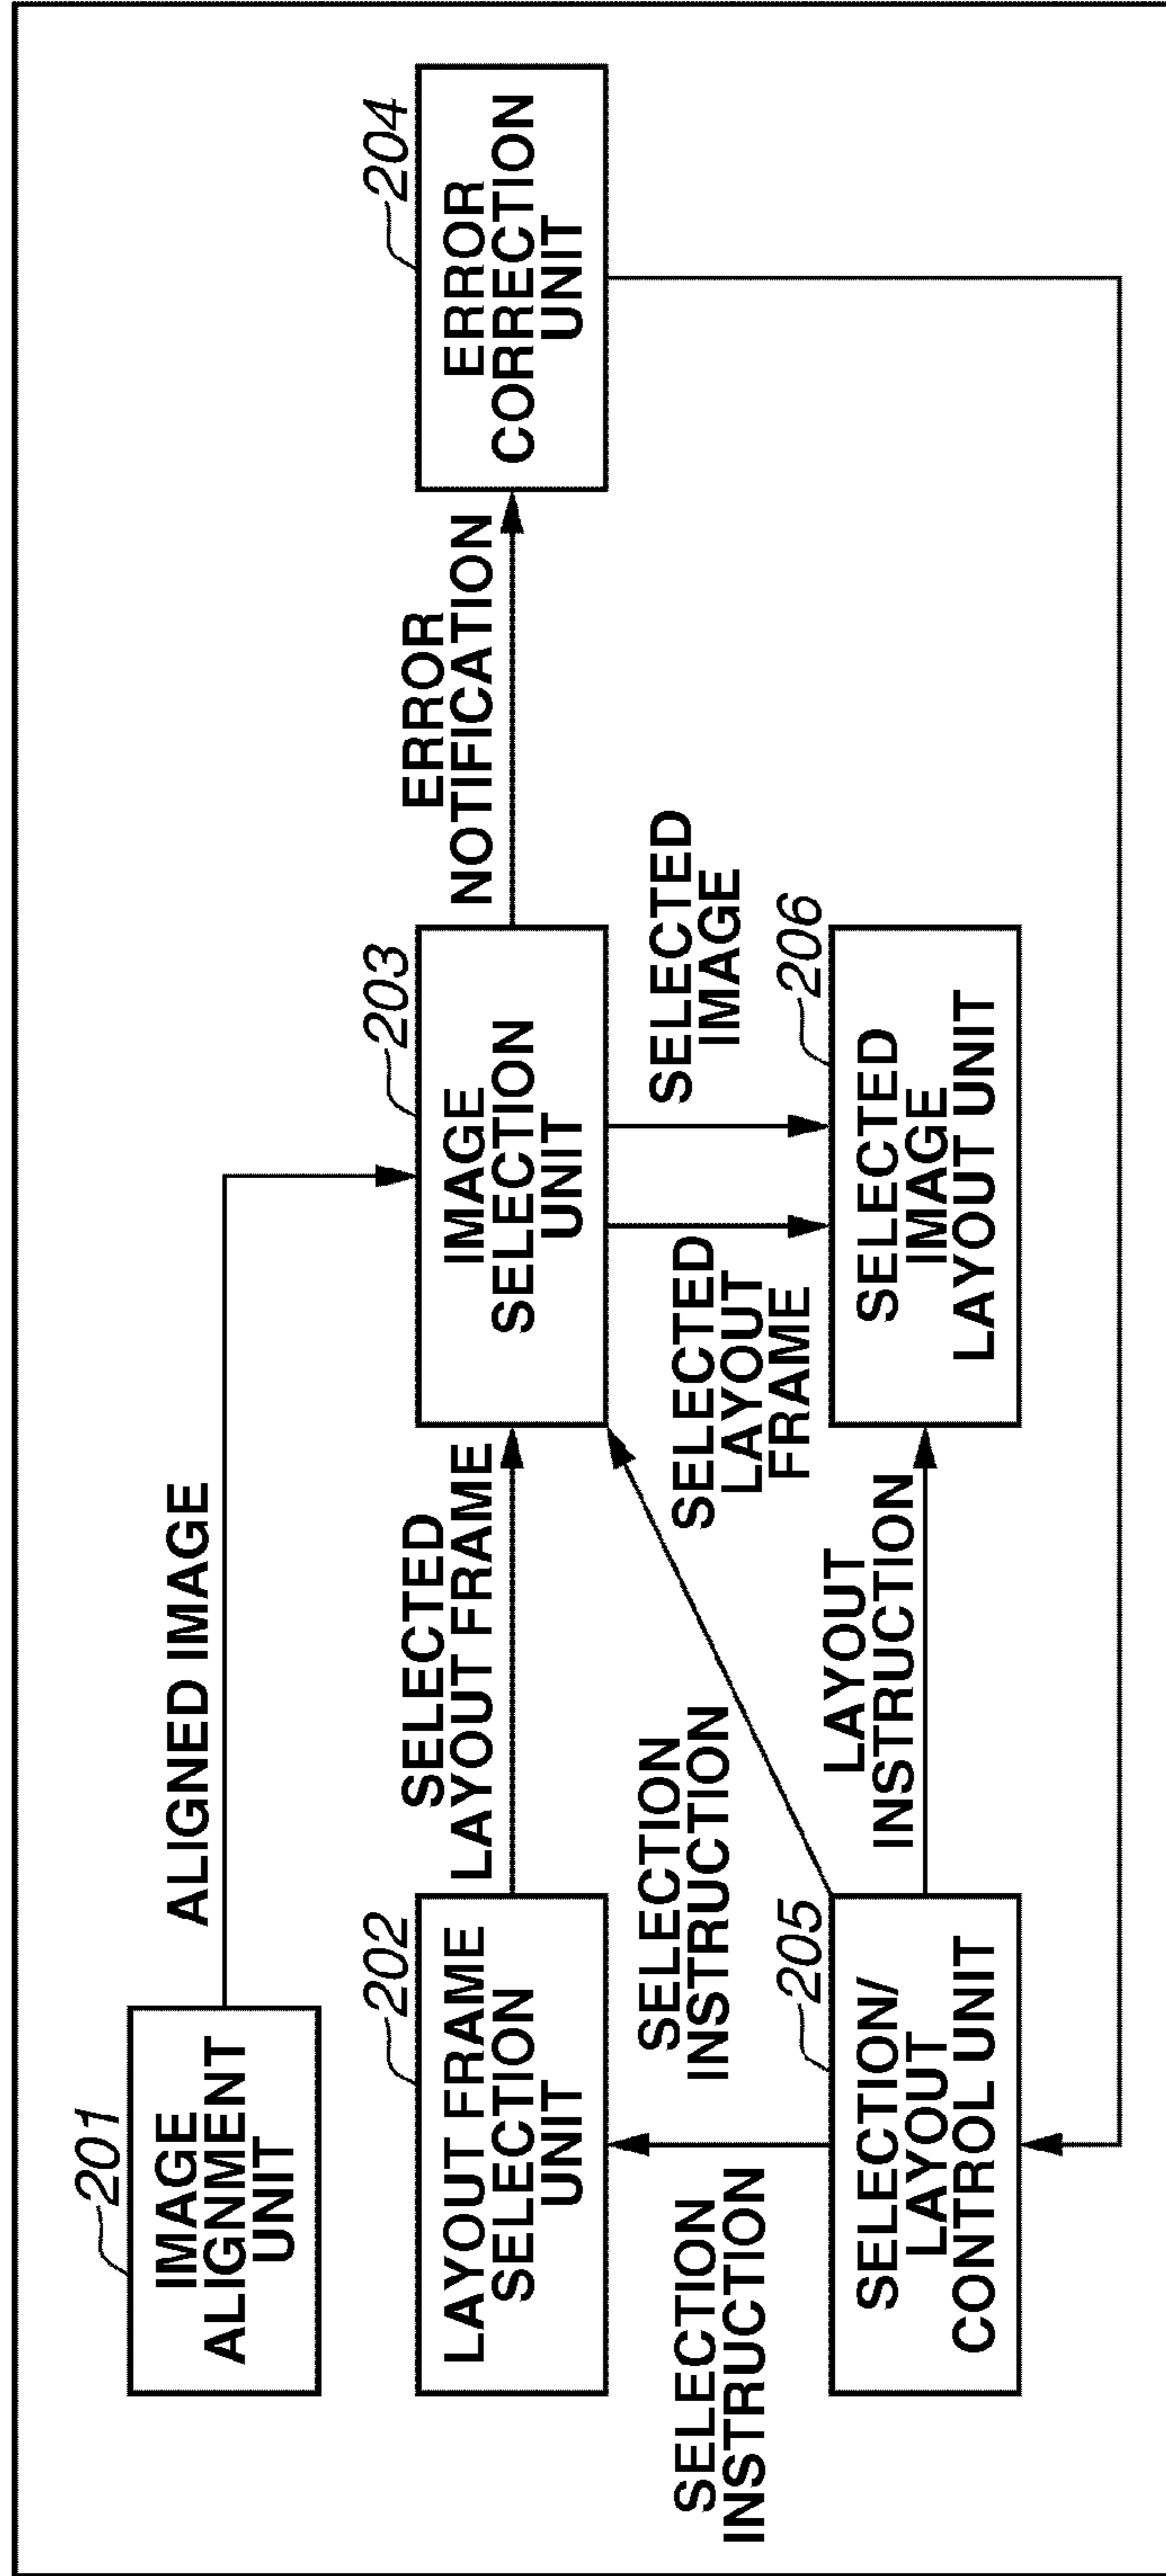 201
IMAGE
ALIGNMENT
UNIT
ALIGNED IMAGE
202
LAYOUT FRAME
SELECTION
UNIT
SELECTED
LAYOUT FRAME
203
IMAGE
SELECTION
UNIT
ERROR
NOTIFICATION
204
ERROR
CORRECTION
UNIT
SELECTION
INSTRUCTION
SELECTION
INSTRUCTION
SELECTED
LAYOUT
FRAME
SELECTED
IMAGE
205
SELECTION/
LAYOUT
CONTROL UNIT
LAYOUT
INSTRUCTION
206
SELECTED
IMAGE
LAYOUT UNIT